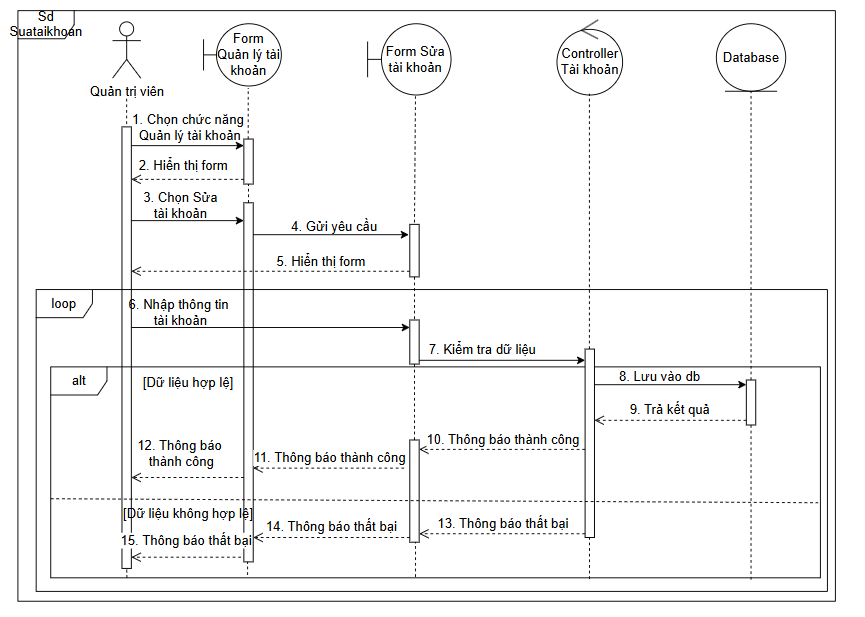 Sd
Suataikhoan
Quản trị viên
Form
Quản lý tài
khoản
Form Sửa
tài khoản
Controller
Tài khoản
Database
1. Chọn chức năng
Quản lý tài khoản
2. Hiển thị form
3. Chọn Sửa
tài khoản
4. Gửi yêu cầu
5. Hiển thị form
loop
6. Nhập thông tin
tài khoản
7. Kiểm tra dữ liệu
alt
[Dữ liệu hợp lệ]
8. Lưu vào db
9. Trả kết quả
10. Thông báo thành công
11. Thông báo thành công
12. Thông báo
thành công
[Dữ liệu không hợp lệ]
13. Thông báo thất bại
14. Thông báo thất bại
15. Thông báo thất bại